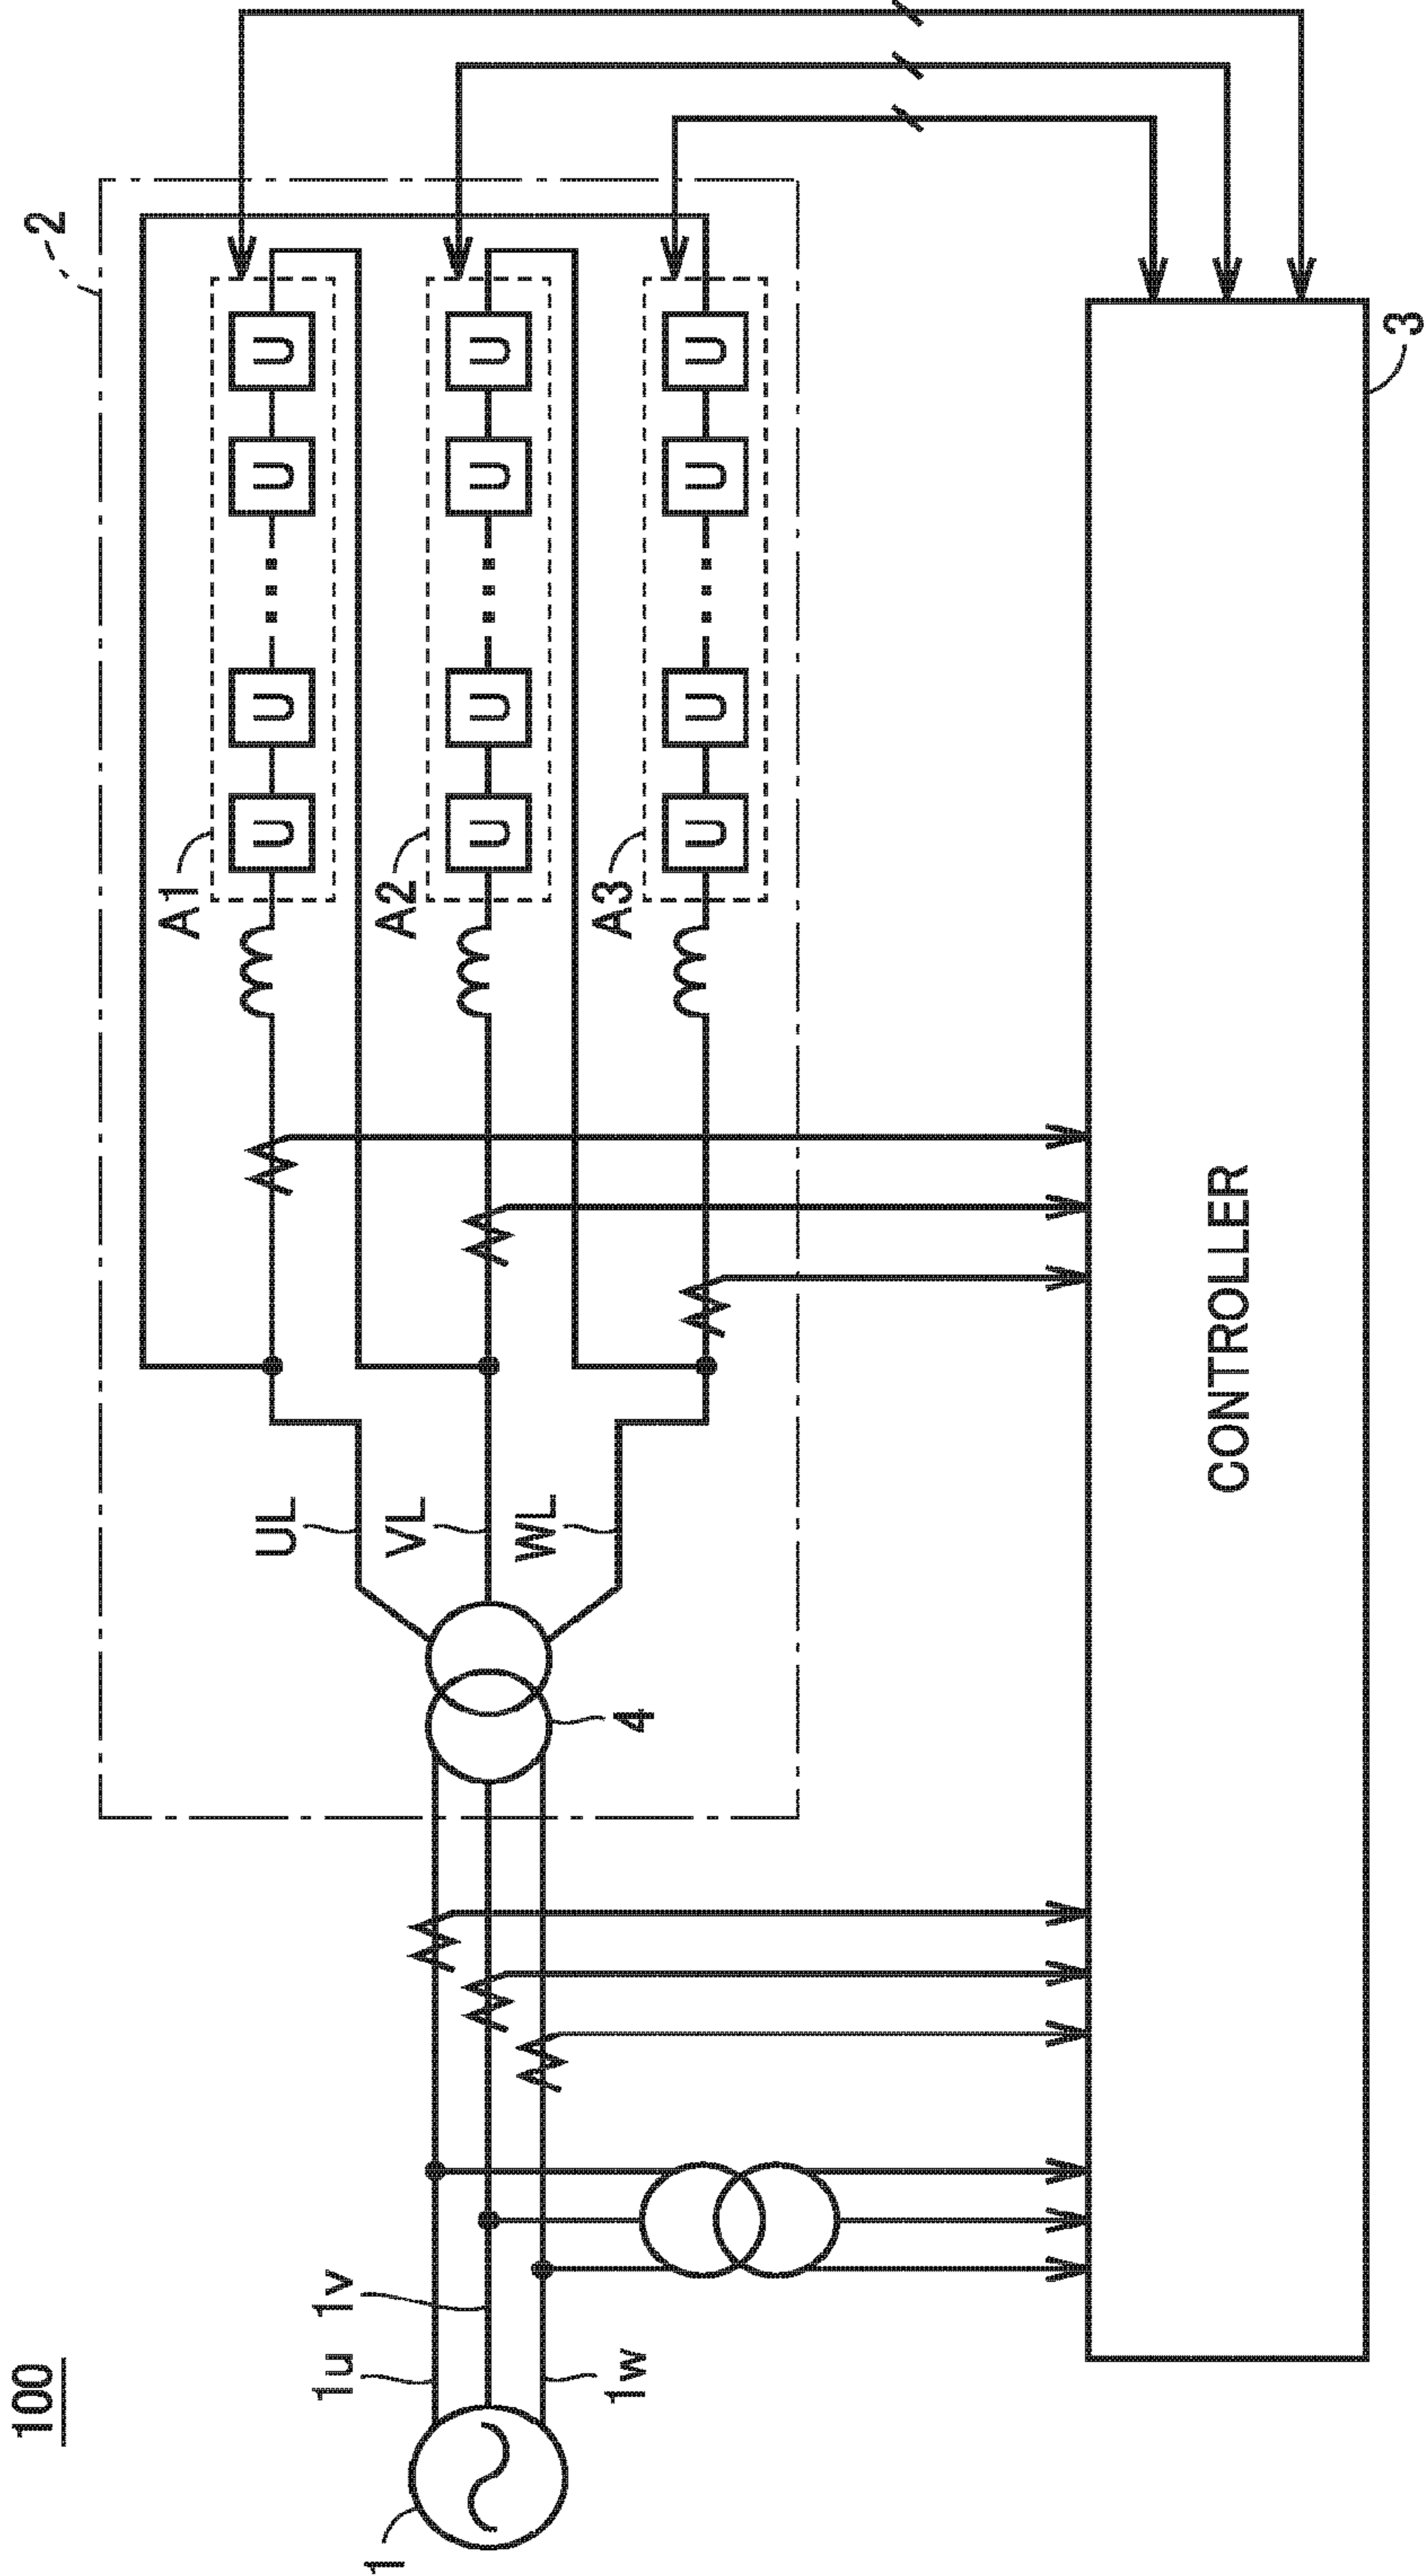 100
2
A1
U U ... U U
A2
U U ... U U
A3
U U ... U U
UL
VL
WL
4
1
1u
1v
1w
CONTROLLER
3